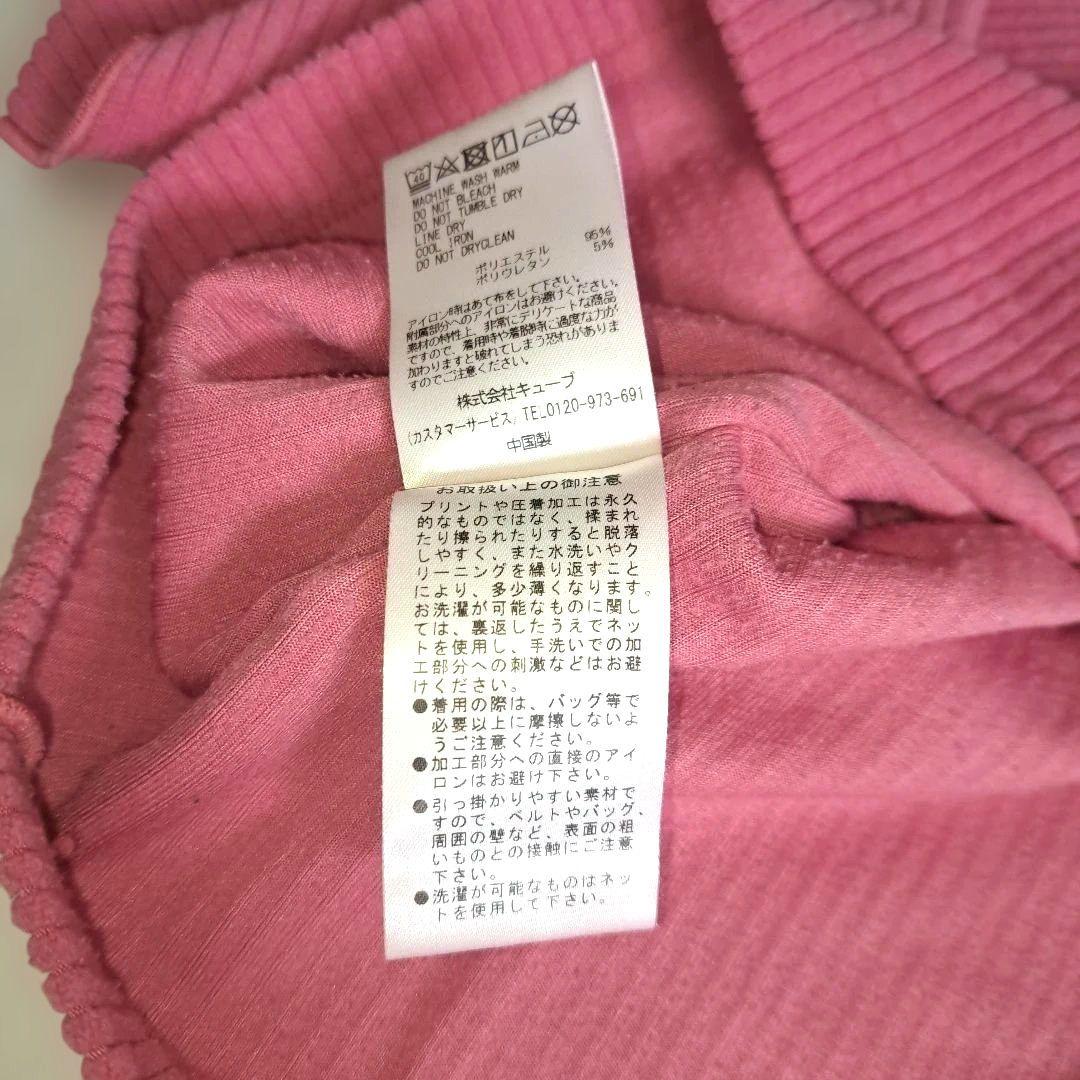 40
MACHINE WASH WARM
DO NOT BLEACH
DO NOT TUMBLE DRY
LINE DRY
COOL IRON
DO NOT DRYCLEAN
ポリエステル 95%
ポリウレタン 5%
アイロン時はあて布をして下さい。
附属部分へのアイロンはお避けください。
素材の特性上、非常にデリケートな商品
ですので、着用時や着脱時に過度な力が
加わりますと破れてしまう恐れがありま
すのでご注意ください。
株式会社キューブ
(カスタマーサービス/TEL0120-973-691
中国製
お取扱い上の御注意
プリントや圧着加工は永久
的なものではなく、揉まれ
たり擦られたりすると脱落
しやすく、また水洗いやク
リーニングを繰り返すこと
により、多少薄くなります。
お洗濯が可能なものに関し
ては、裏返したうえでネッ
トを使用し、手洗いでの加
工部分への刺激などはお避
けください。
●着用の際は、バッグ等で
必要以上に摩擦しないよ
うご注意ください。
●加工部分への直接のアイ
ロンはお避け下さい。
●引っ掛かりやすい素材で
すので、ベルトやバッグ、
周囲の壁など、表面の粗
いものとの接触にご注意
下さい。
●洗濯が可能なものはネッ
トを使用して下さい。